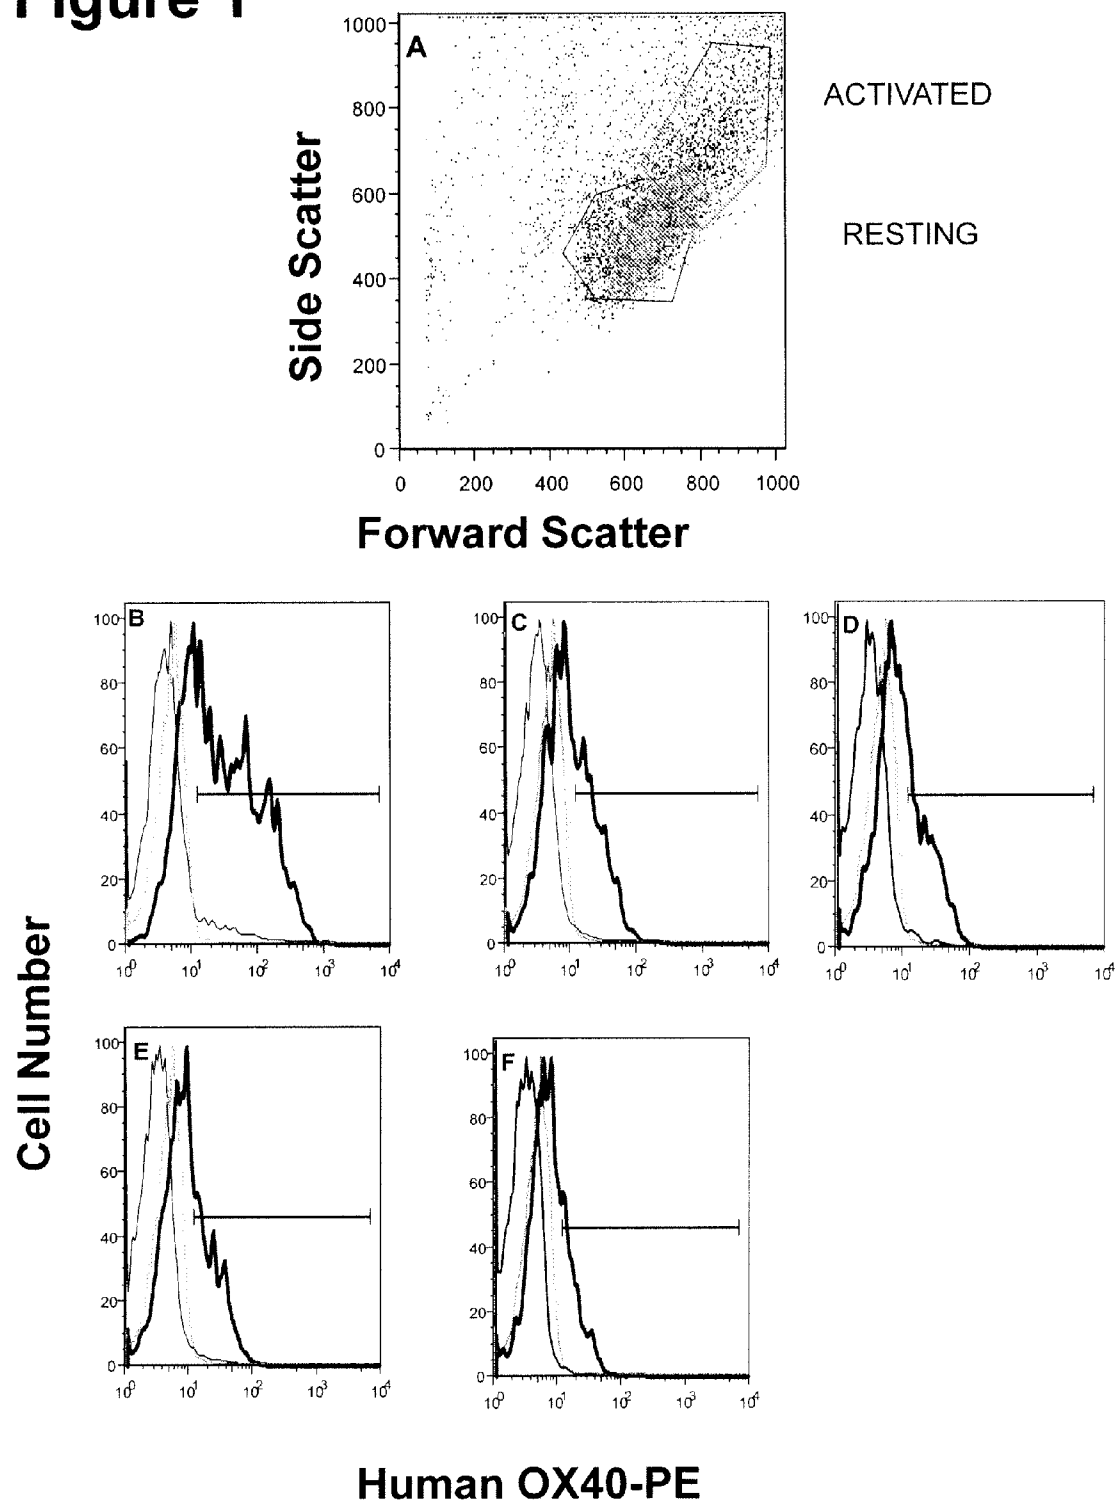 Figure 1
A
1000
800
600
400
200
0
0 200 400 600 800 1000
Side Scatter
Forward Scatter
ACTIVATED
RESTING
B
100
80
60
40
20
0
10⁰ 10¹ 10² 10³ 10⁴
C
100
80
60
40
20
0
10⁰ 10¹ 10² 10³ 10⁴
D
100
80
60
40
20
0
10⁰ 10¹ 10² 10³ 10⁴
Cell Number
E
100
80
60
40
20
0
10⁰ 10¹ 10² 10³ 10⁴
F
100
80
60
40
20
0
10⁰ 10¹ 10² 10³ 10⁴
Human OX40-PE